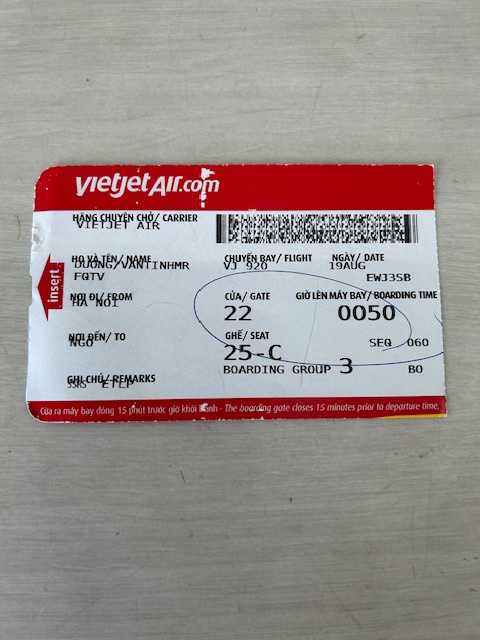 vietjetAir.com
HÃNG CHUYÊN CHỞ/ CARRIER
VIETJET AIR
HỌ VÀ TÊN/ NAME
DUONG/VANTINHMR
FQTV
CHUYẾN BAY/ FLIGHT
VJ 920
NGÀY/ DATE
19AUG
EWJ3SB
insert
NƠI ĐI/ FROM
HA NOI
CỬA/ GATE
22
GIỜ LÊN MÁY BAY/ BOARDING TIME
0050
NƠI ĐẾN/ TO
NGO
GHẾ/ SEAT
25-C
SEQ 060
BOARDING GROUP 3
BO
GHI CHÚ/ REMARKS
ETLP
Cửa ra máy bay đóng 15 phút trước giờ khởi hành - The boarding gate closes 15 minutes prior to departure time.